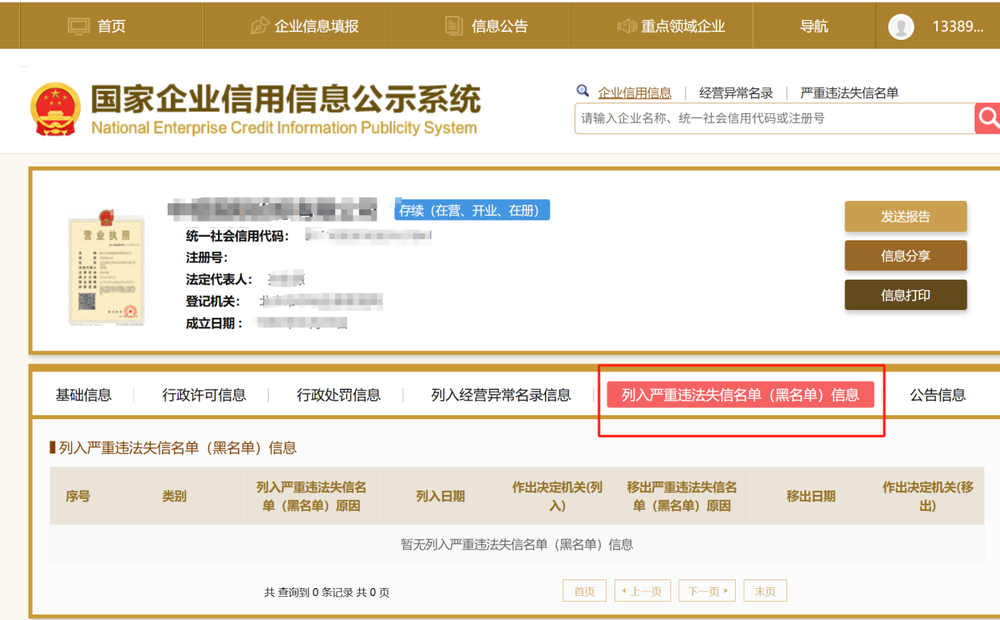 首页 企业信息填报 信息公告 重点领域企业 导航 13389...
国家企业信用信息公示系统
National Enterprise Credit Information Publicity System
企业信用信息 | 经营异常名录 | 严重违法失信名单
请输入企业名称、统一社会信用代码或注册号
存续（在营、开业、在册）
营业执照
统一社会信用代码：
注册号：
法定代表人：
登记机关：
成立日期：
发送报告
信息分享
信息打印
基础信息 | 行政许可信息 | 行政处罚信息 | 列入经营异常名录信息 | 列入严重违法失信名单（黑名单）信息 | 公告信息
列入严重违法失信名单（黑名单）信息
序号 类别 列入严重违法失信名单（黑名单）原因 列入日期 作出决定机关(列入) 移出严重违法失信名单（黑名单）原因 移出日期 作出决定机关(移出)
暂无列入严重违法失信名单（黑名单）信息
共 查询到 0 条记录 共 0 页 首页 上一页 下一页 末页